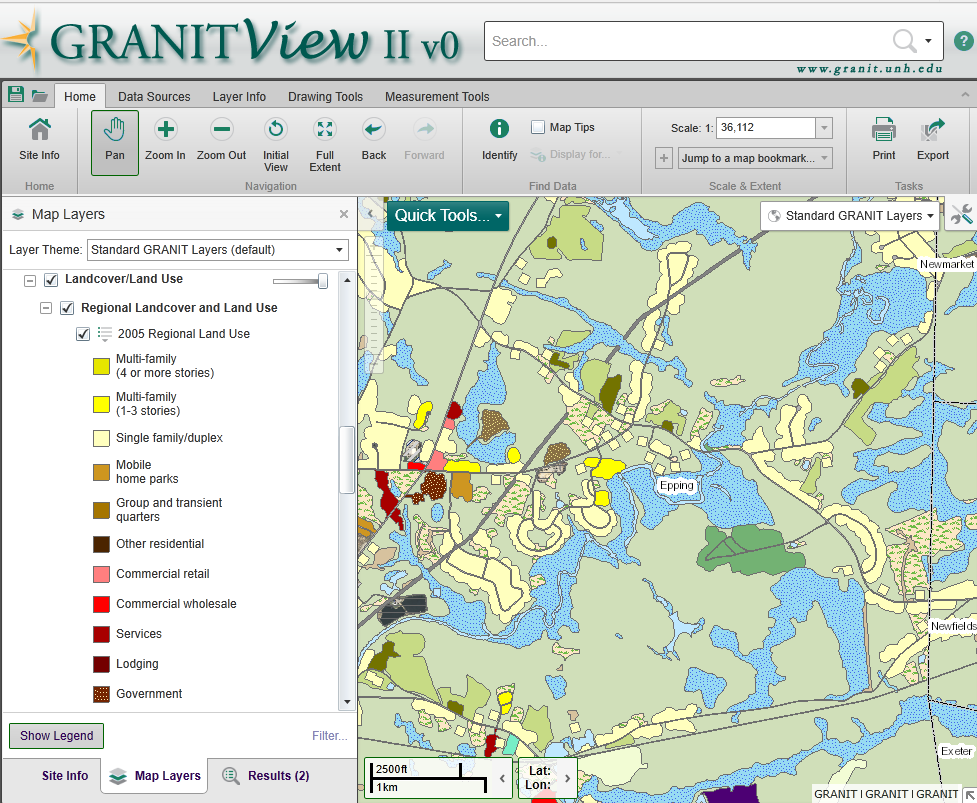 GRANITView II v0
Search...
?
www.granit.unh.edu
Home
Data Sources
Layer Info
Drawing Tools
Measurement Tools
Site Info
Pan
Zoom In
Zoom Out
Initial
View
Full
Extent
Back
Forward
Identify
Map Tips
Display for...
Scale: 1:
36,112
Jump to a map bookmark...
Print
Export
Home
Navigation
Find Data
Scale & Extent
Tasks
Map Layers
Layer Theme:
Standard GRANIT Layers (default)
Landcover/Land Use
Regional Landcover and Land Use
2005 Regional Land Use
Multi-family
(4 or more stories)
Multi-family
(1-3 stories)
Single family/duplex
Mobile
home parks
Group and transient
quarters
Other residential
Commercial retail
Commercial wholesale
Services
Lodging
Government
Show Legend
Filter...
Site Info
Map Layers
Results (2)
Quick Tools...
Standard GRANIT Layers
Newmarket
Epping
Newfields
Exeter
2500ft
1km
Lat:
Lon:
GRANIT | GRANIT | GRANIT